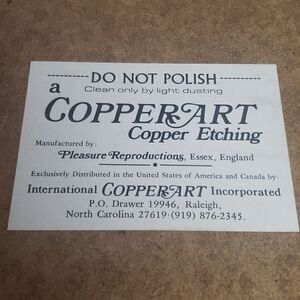 DO NOT POLISH
Clean only by light dusting
a
COPPERART
Copper Etching
Manufactured by:
Pleasure Reproductions, Essex, England
Exclusively Distributed in the United States of America and Canada by:
International COPPERART Incorporated
P.O. Drawer 19946, Raleigh,
North Carolina 27619·(919) 876-2345.